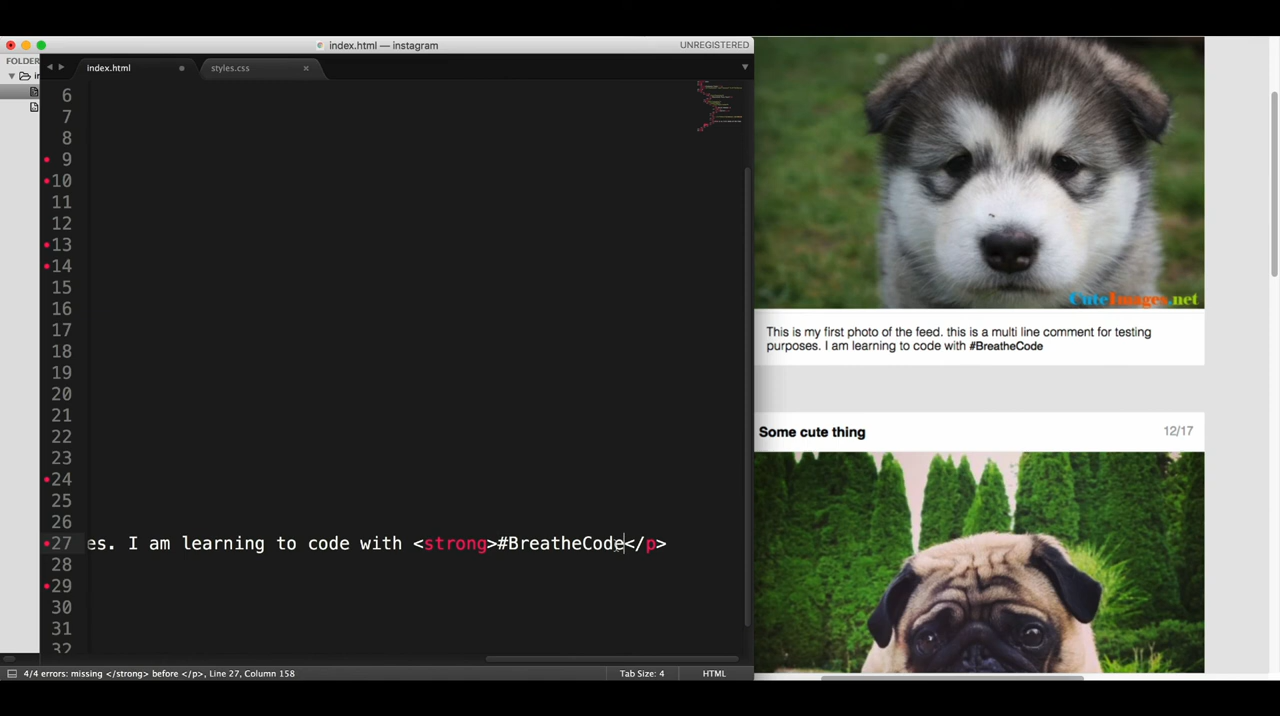 index.html — instagram
UNREGISTERED
FOLDER
index.html
styles.css
6
7
8
9
10
11
12
13
14
15
16
17
18
19
20
21
22
23
24
25
26
27 es. I am learning to code with <strong>#BreatheCode</p>
28
29
30
31
32
4/4 errors: missing </strong> before </p>, Line 27, Column 158
Tab Size: 4
HTML
CuteImages.net
This is my first photo of the feed. this is a multi line comment for testing
purposes. I am learning to code with #BreatheCode
Some cute thing
12/17